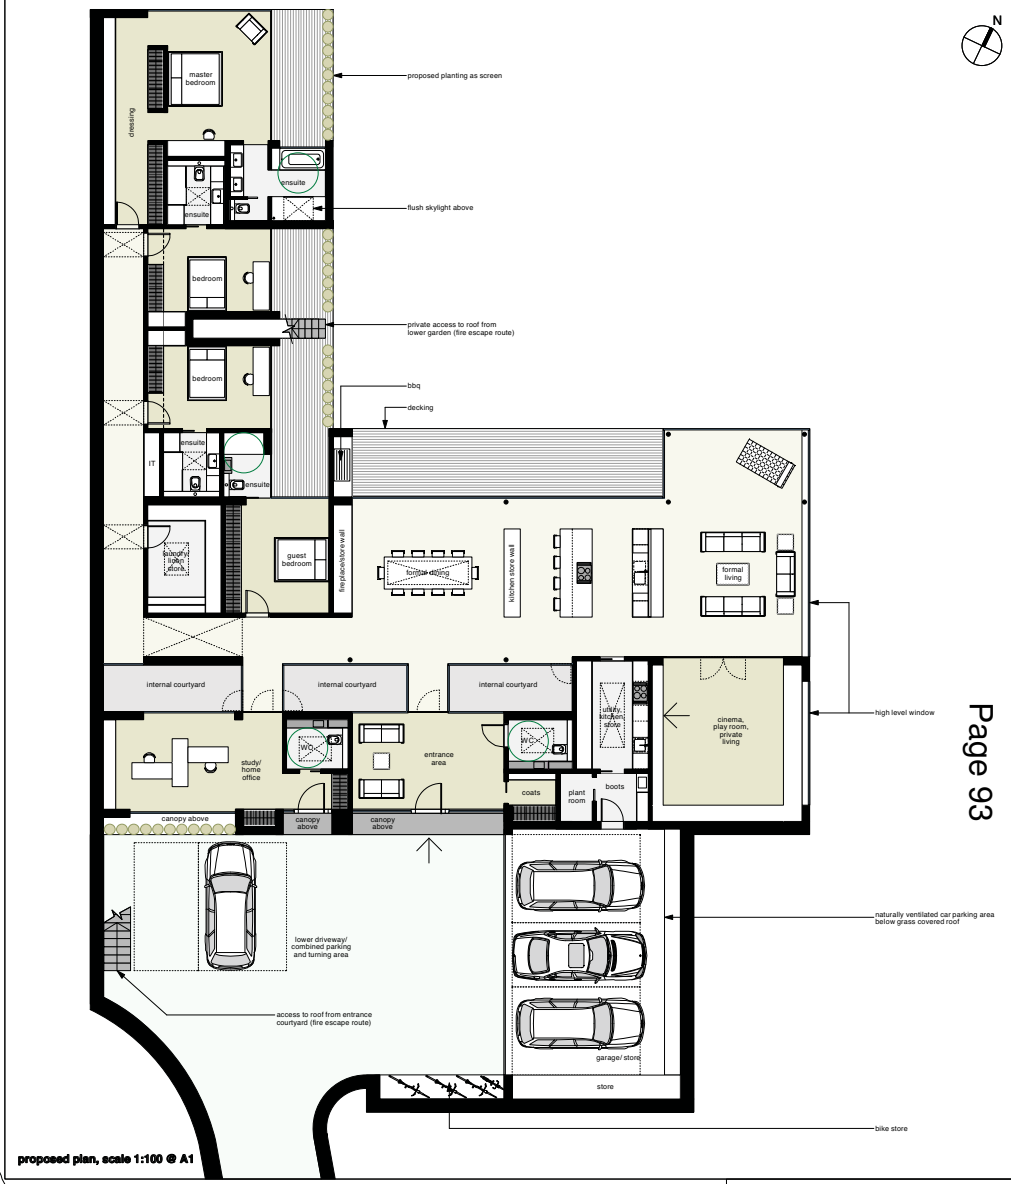 N
master
bedroom
proposed planting as screen
dressing
ensuite
ensuite
flush skylight above
bedroom
private access to roof from
lower garden (fire escape route)
bedroom
bbq
decking
ensuite
IT
ensuite
laundry/
linen
store
guest
bedroom
fireplace/store wall
formal dining
kitchen store wall
formal
living
internal courtyard
internal courtyard
internal courtyard
utility,
kitchen
store
cinema,
play room,
private
living
high level window
Page 93
study/
home
office
WC
entrance
area
WC
coats
plant
room
boots
canopy above
canopy
above
canopy
above
lower driveway/
combined parking
and turning area
naturally ventilated car parking area
below grass covered roof
access to roof from entrance
courtyard (fire escape route)
garage/ store
store
bike store
proposed plan, scale 1:100 @ A1